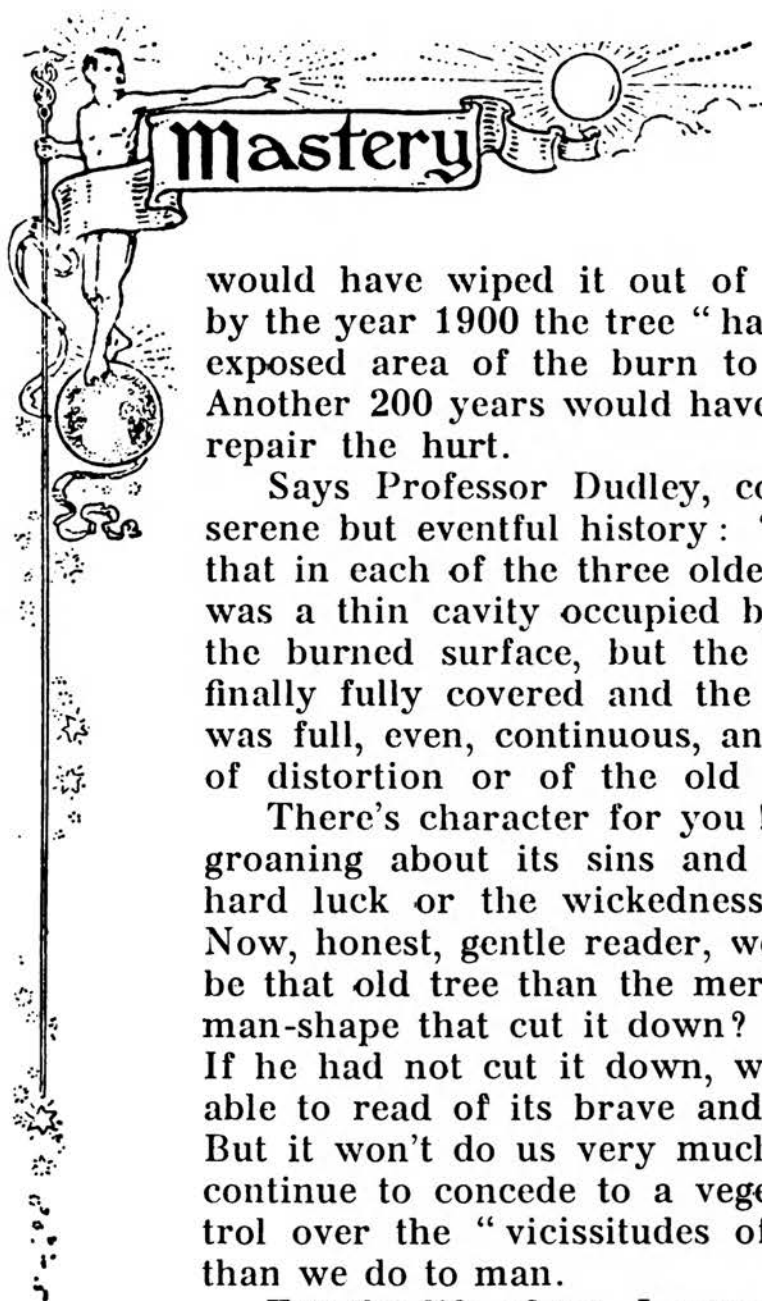 Mastery
would have wiped it out of
by the year 1900 the tree “ ha
exposed area of the burn to
Another 200 years would have
repair the hurt.
Says Professor Dudley, co
serene but eventful history :
that in each of the three olde
was a thin cavity occupied b
the burned surface, but the
finally fully covered and the
was full, even, continuous, an
of distortion or of the old
There's character for you !
groaning about its sins and
hard luck or the wickedness
Now, honest, gentle reader, w
be that old tree than the mer
man-shape that cut it down?
If he had not cut it down, w
able to read of its brave and
But it won't do us very much
continue to concede to a vege
trol over the “ vicissitudes of
than we do to man.